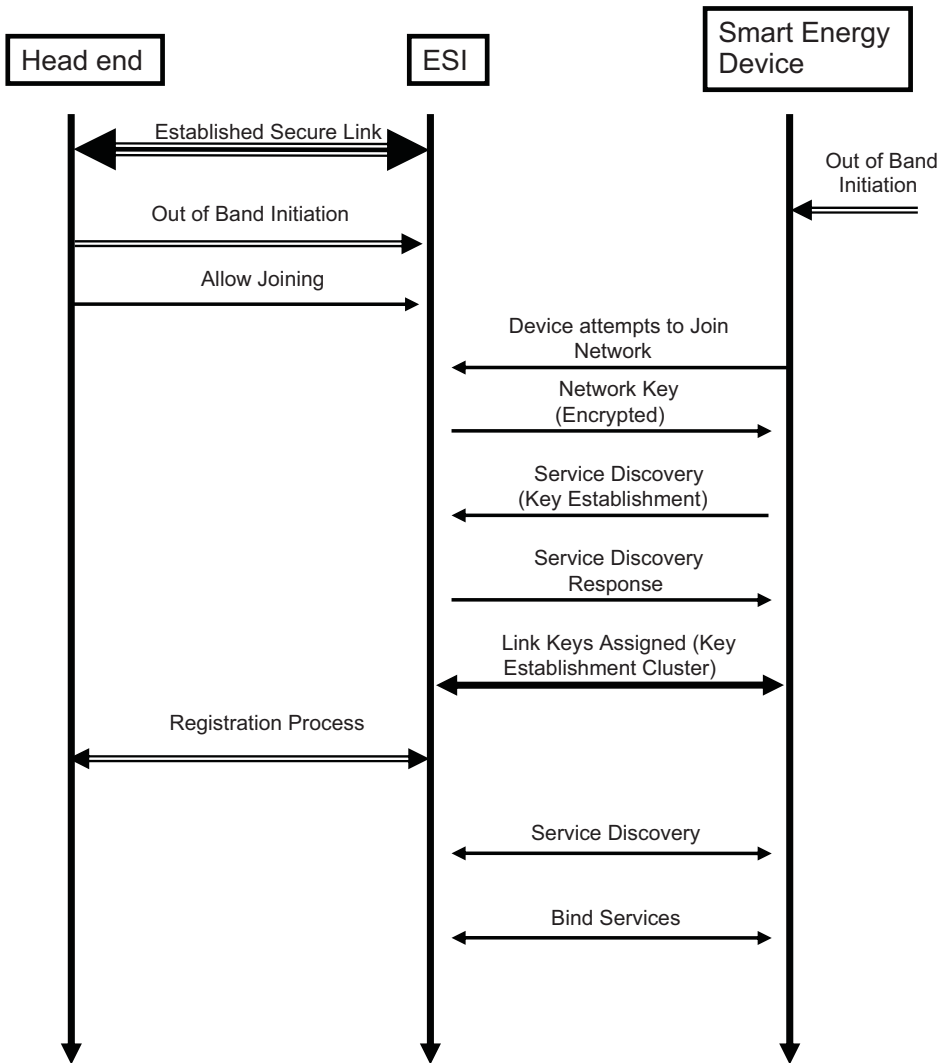 Head end
ESI
Smart Energy
Device
Established Secure Link
Out of Band
Initiation
Out of Band Initiation
Allow Joining
Device attempts to Join
Network
Network Key
(Encrypted)
Service Discovery
(Key Establishment)
Service Discovery
Response
Link Keys Assigned (Key
Establishment Cluster)
Registration Process
Service Discovery
Bind Services